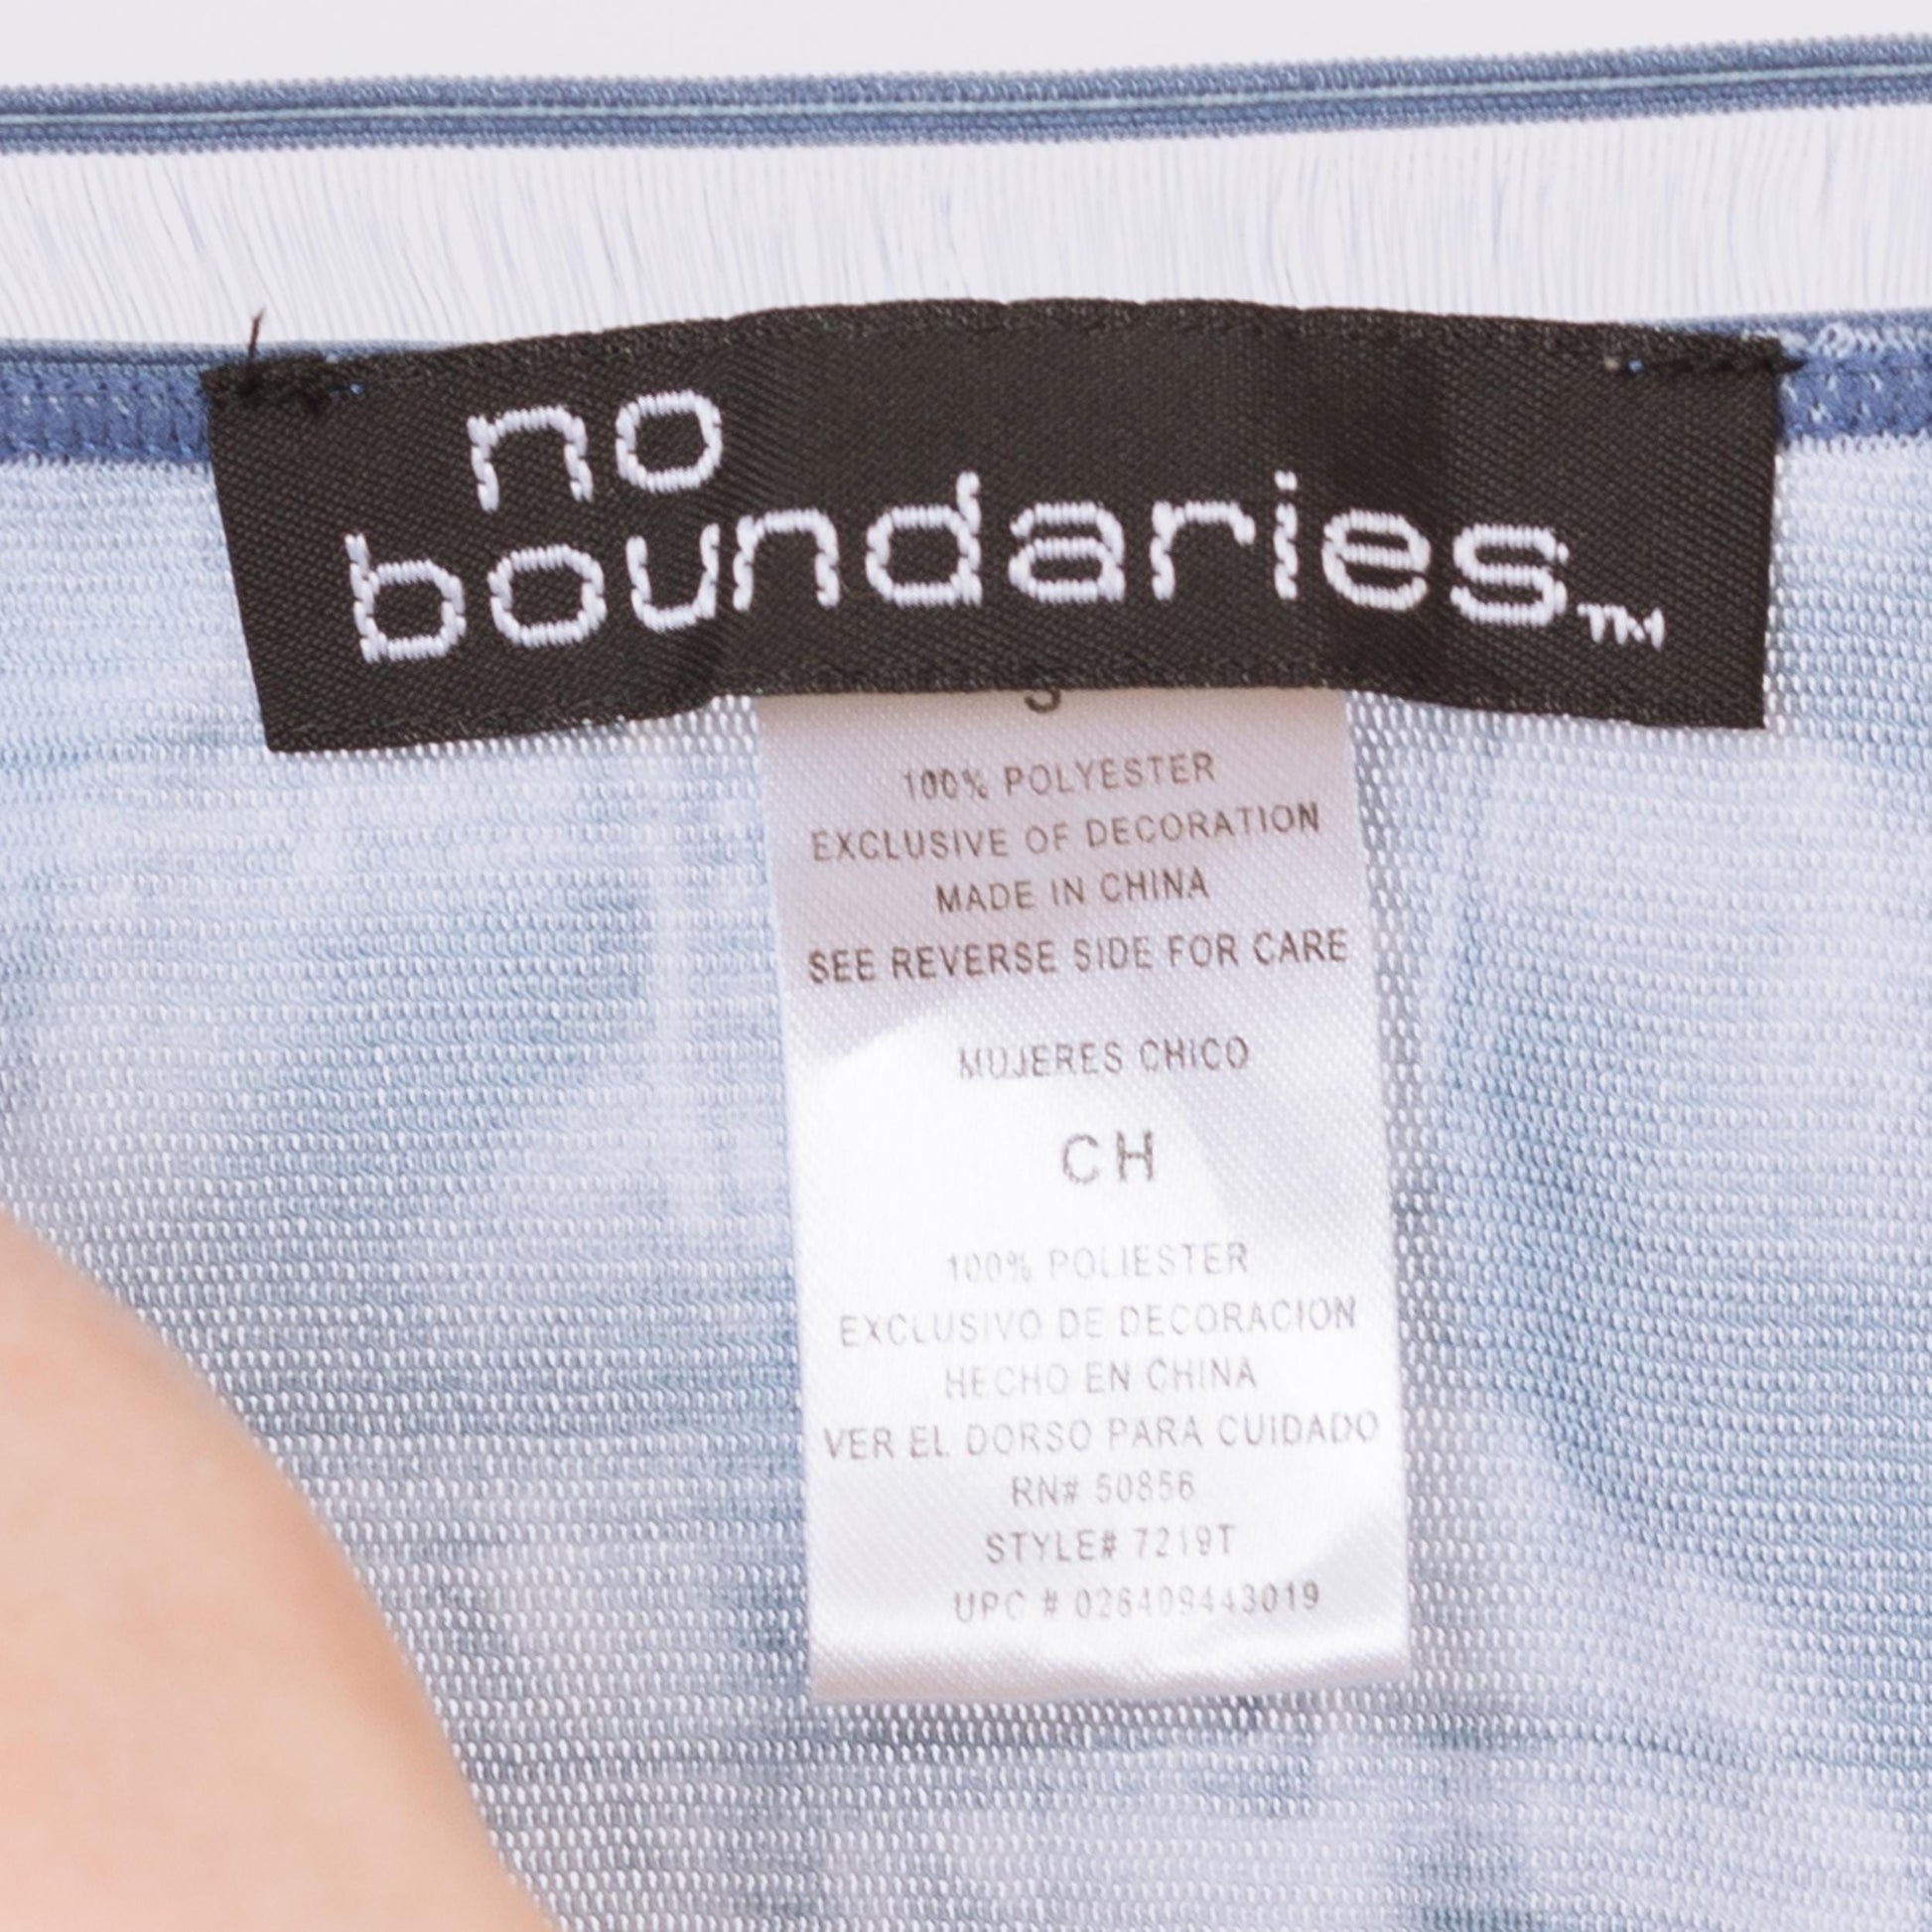 no
boundaries™
S
100% POLYESTER
EXCLUSIVE OF DECORATION
MADE IN CHINA
SEE REVERSE SIDE FOR CARE
MUJERES CHICO
CH
100% POLIESTER
EXCLUSIVO DE DECORACION
HECHO EN CHINA
VER EL DORSO PARA CUIDADO
RN# 50856
STYLE# 7219T
UPC # 026409443019